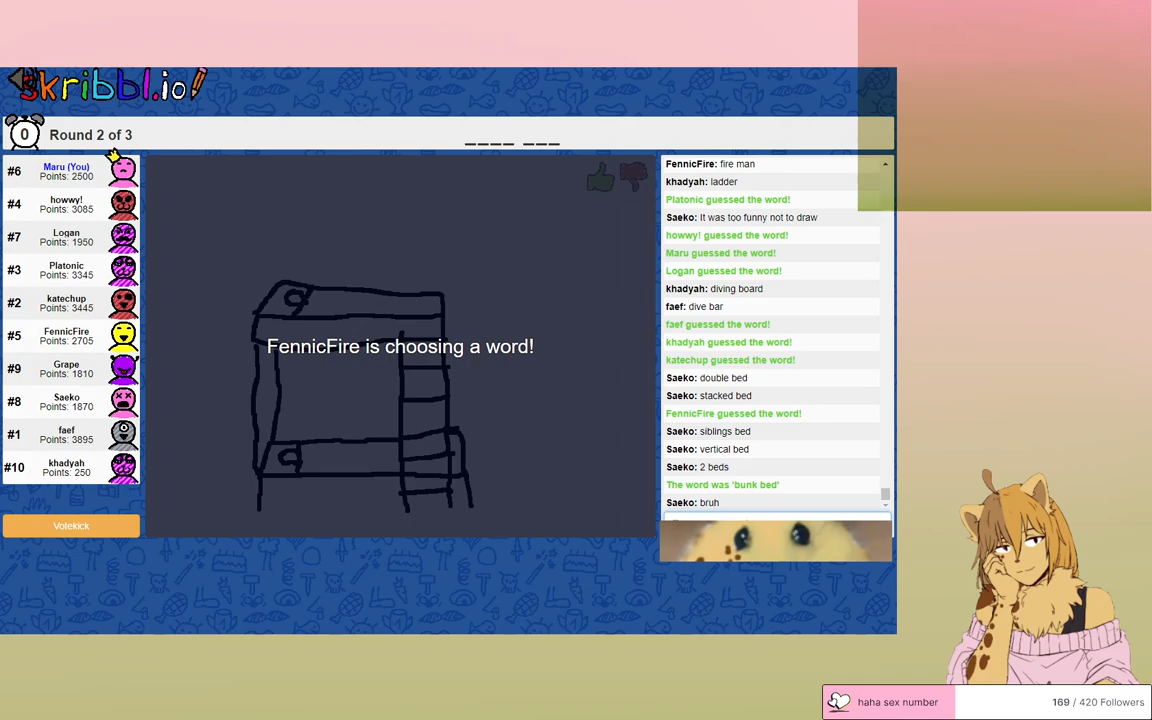 skribbl.io
0
Round 2 of 3
____ ___
#6 Maru (You)
Points: 2500
#4 howwy!
Points: 3085
#7 Logan
Points: 1950
#3 Platonic
Points: 3345
#2 katechup
Points: 3445
#5 FennicFire
Points: 2705
#9 Grape
Points: 1810
#8 Saeko
Points: 1870
#1 faef
Points: 3895
#10 khadyah
Points: 250
Votekick
FennicFire is choosing a word!
FennicFire: fire man
khadyah: ladder
Platonic guessed the word!
Saeko: It was too funny not to draw
howwy! guessed the word!
Maru guessed the word!
Logan guessed the word!
khadyah: diving board
faef: dive bar
faef guessed the word!
khadyah guessed the word!
katechup guessed the word!
Saeko: double bed
Saeko: stacked bed
FennicFire guessed the word!
Saeko: siblings bed
Saeko: vertical bed
Saeko: 2 beds
The word was 'bunk bed'
Saeko: bruh
haha sex number 169 / 420 Followers